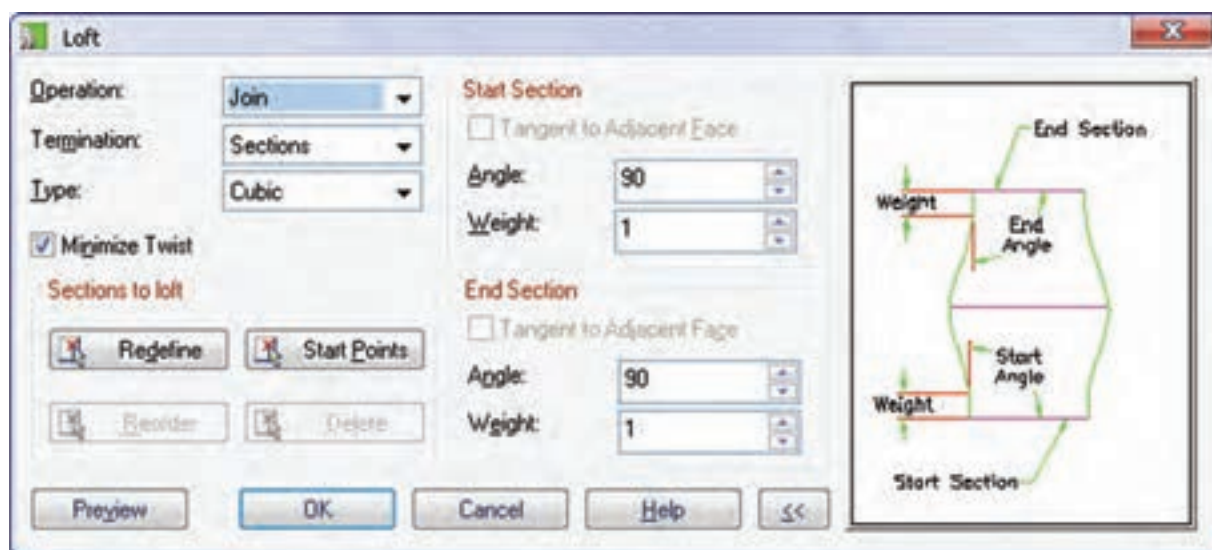 Loft
Operation: Join
Termination: Sections
Type: Cubic
Minimize Twist
Sections to loft
Redefine Start Points
Reorder Delete
Start Section
Tangent to Adjacent Face
Angle: 90
Weight: 1
End Section
Tangent to Adjacent Face
Angle: 90
Weight: 1
Preview OK Cancel Help <<
End Section
Weight
End
Angle
Start
Angle
Weight
Start Section